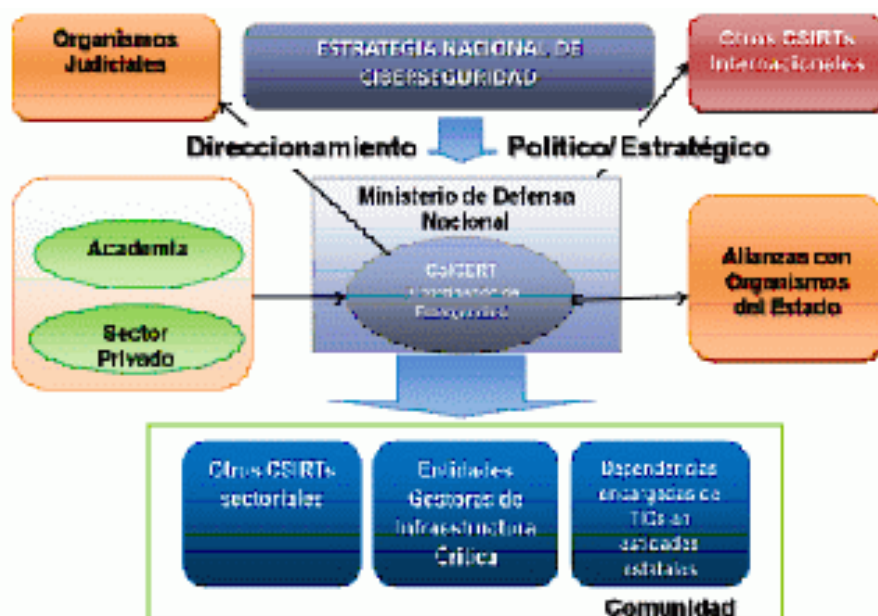 Organismos
Judiciales
ESTRATEGIA NACIONAL DE
CIBERSEGURIDAD
Otros CSIRTs
Internacionales
Direccionamiento
Político/Estratégico
Ministerio de Defensa
Nacional
Academia
Sector
Privado
ColCERT
Alianzas con
Organismos
del Estado
Otros CSIRTs
sectoriales
Entidades
Gestoras de
Infraestructura
Crítica
Dependencias
encargadas de
TICs en
entidades
estatales
Comunidad